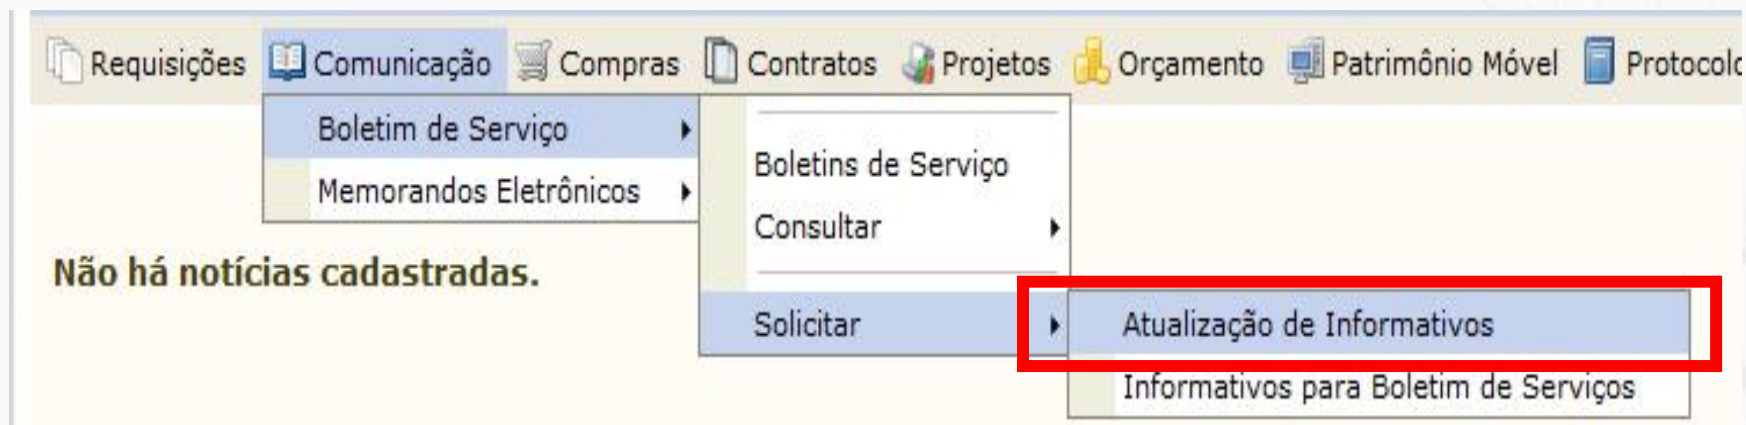 Requisições Comunicação Compras Contratos Projetos Orçamento Patrimônio Móvel Protocolo
Boletim de Serviço
Memorandos Eletrônicos
Boletins de Serviço
Consultar
Solicitar
Atualização de Informativos
Informativos para Boletim de Serviços
Não há notícias cadastradas.